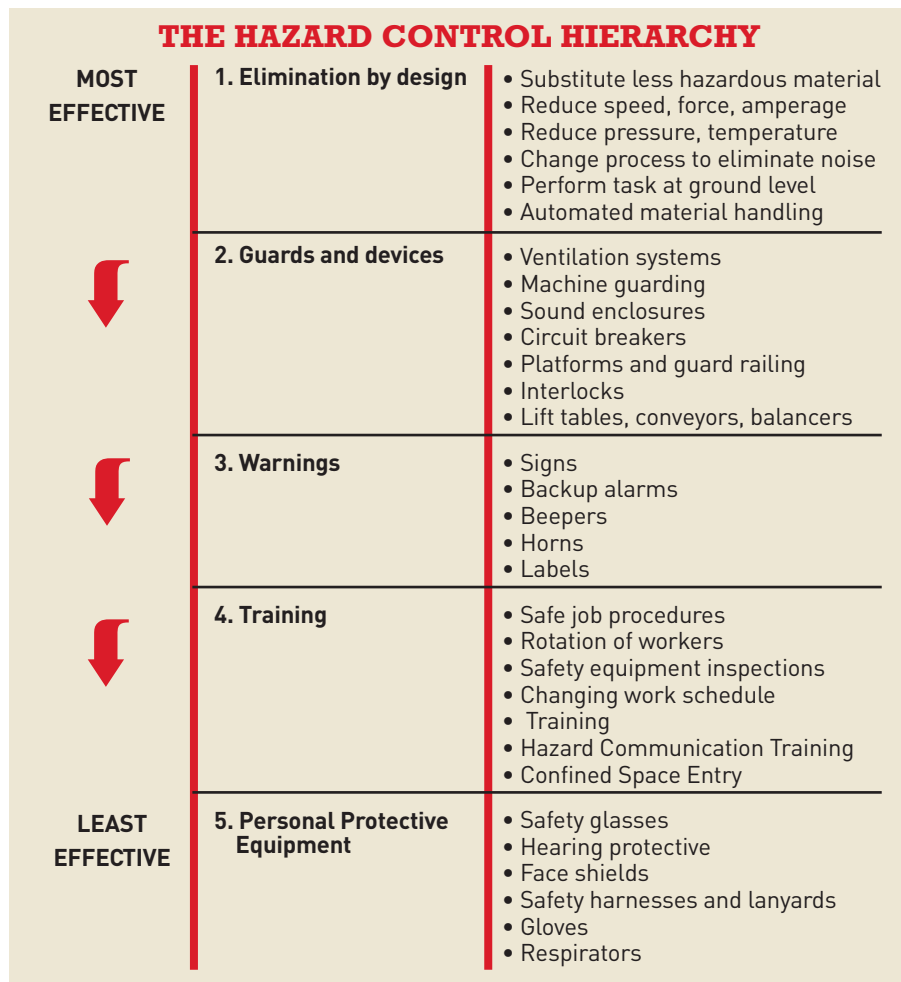 THE HAZARD CONTROL HIERARCHY
MOST
EFFECTIVE
1. Elimination by design
• Substitute less hazardous material
• Reduce speed, force, amperage
• Reduce pressure, temperature
• Change process to eliminate noise
• Perform task at ground level
• Automated material handling
2. Guards and devices
• Ventilation systems
• Machine guarding
• Sound enclosures
• Circuit breakers
• Platforms and guard railing
• Interlocks
• Lift tables, conveyors, balancers
3. Warnings
• Signs
• Backup alarms
• Beepers
• Horns
• Labels
4. Training
• Safe job procedures
• Rotation of workers
• Safety equipment inspections
• Changing work schedule
• Training
• Hazard Communication Training
• Confined Space Entry
LEAST
EFFECTIVE
5. Personal Protective
Equipment
• Safety glasses
• Hearing protective
• Face shields
• Safety harnesses and lanyards
• Gloves
• Respirators